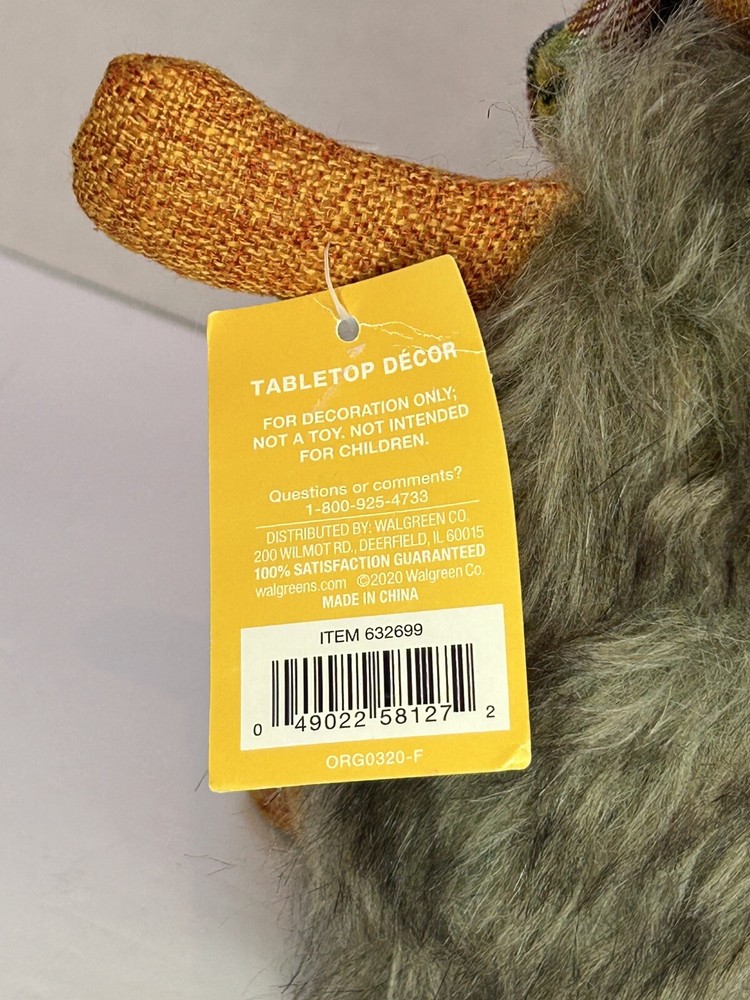 TABLETOP DÉCOR
FOR DECORATION ONLY;
NOT A TOY. NOT INTENDED
FOR CHILDREN.
Questions or comments?
1-800-925-4733
DISTRIBUTED BY: WALGREEN CO.
200 WILMOT RD., DEERFIELD, IL 60015
100% SATISFACTION GUARANTEED
walgreens.com ©2020 Walgreen Co.
MADE IN CHINA
ITEM 632699
0 49022 58127 2
ORG0320-F